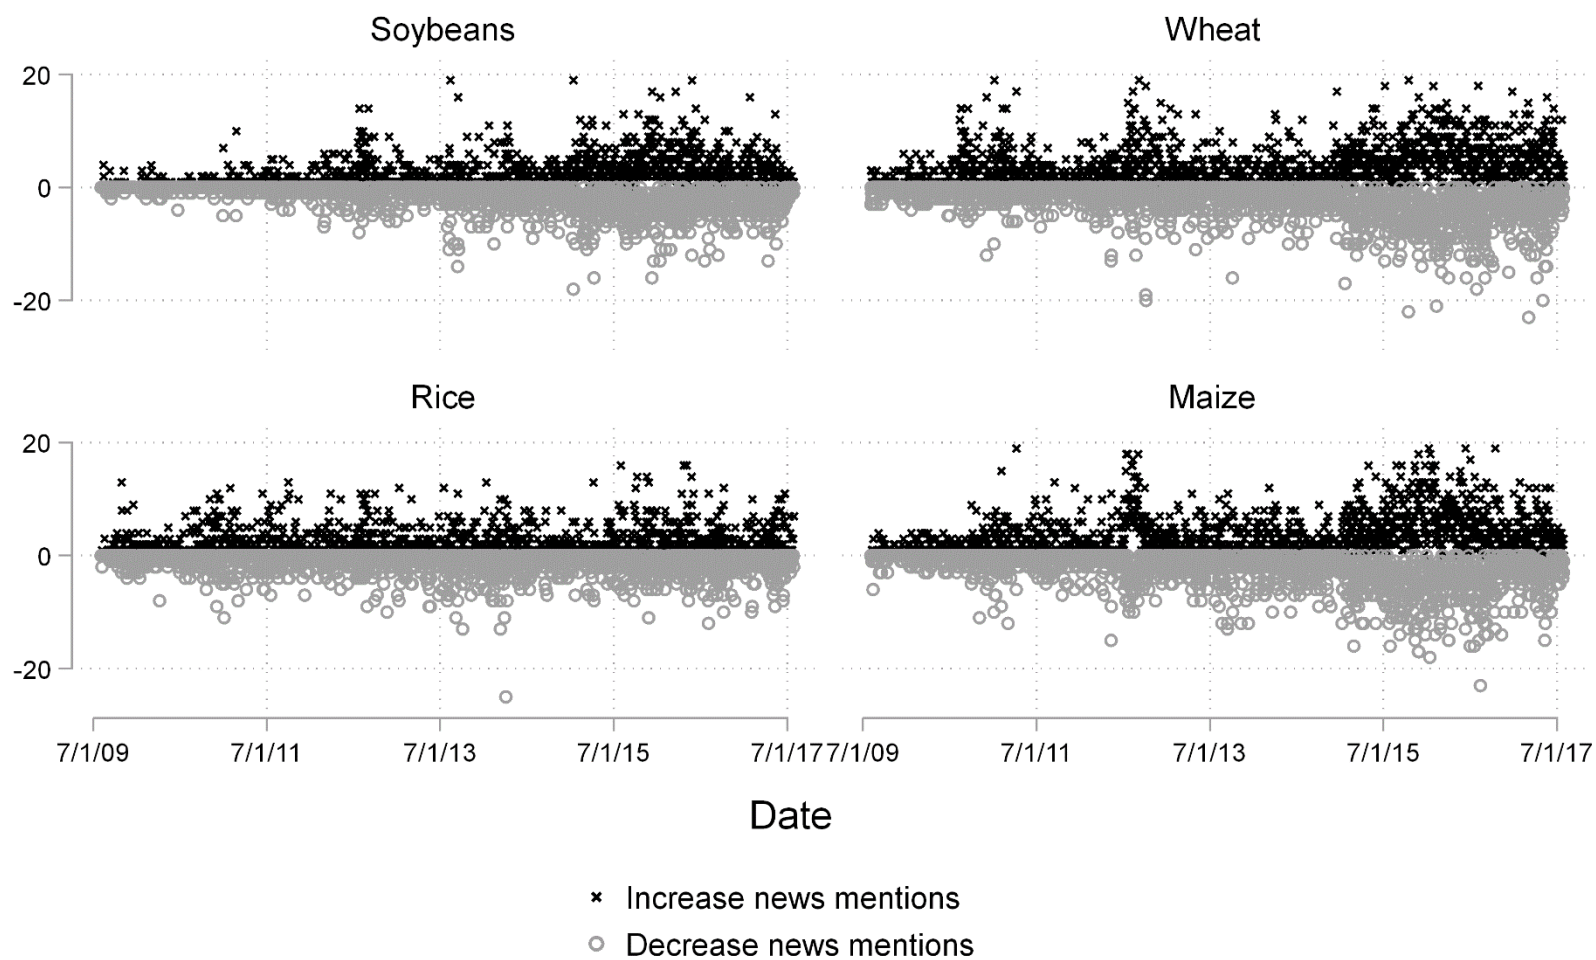 Soybeans
Wheat
20
0
-20
Rice
Maize
20
0
-20
7/1/09 7/1/11 7/1/13 7/1/15 7/1/17 7/1/09 7/1/11 7/1/13 7/1/15 7/1/17
Date
Increase news mentions
Decrease news mentions